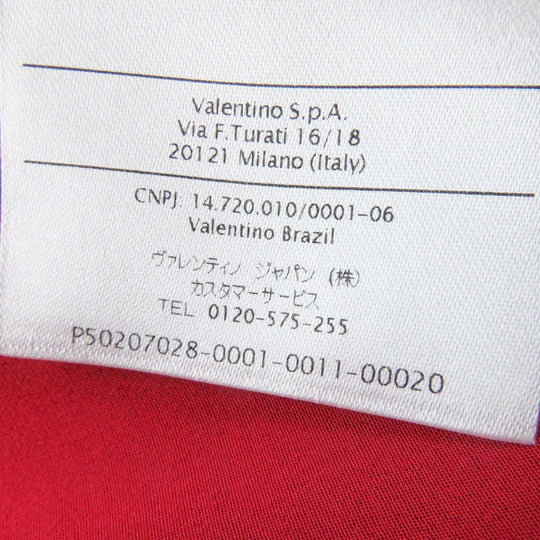 Valentino S.p.A.
Via F.Turati 16/18
20121 Milano (Italy)
CNPJ: 14.720.010/0001-06
Valentino Brazil
ヴァレンティノ ジャパン (株)
カスタマーサービス
TEL 0120-575-255
P50207028-0001-0011-00020